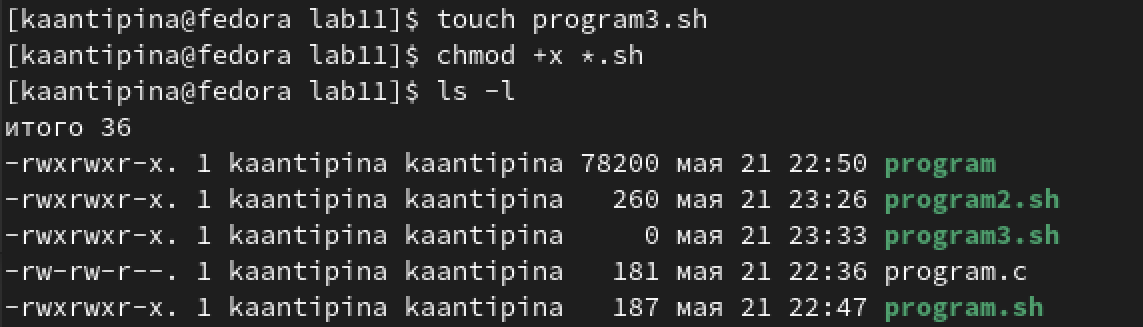 [kaantipina@fedora lab11]$ touch program3.sh
[kaantipina@fedora lab11]$ chmod +x *.sh
[kaantipina@fedora lab11]$ ls -l
итого 36
-rwxrwxr-x. 1 kaantipina kaantipina 78200 мая 21 22:50 program
-rwxrwxr-x. 1 kaantipina kaantipina   260 мая 21 23:26 program2.sh
-rwxrwxr-x. 1 kaantipina kaantipina     0 мая 21 23:33 program3.sh
-rw-rw-r--. 1 kaantipina kaantipina   181 мая 21 22:36 program.c
-rwxrwxr-x. 1 kaantipina kaantipina   187 мая 21 22:47 program.sh